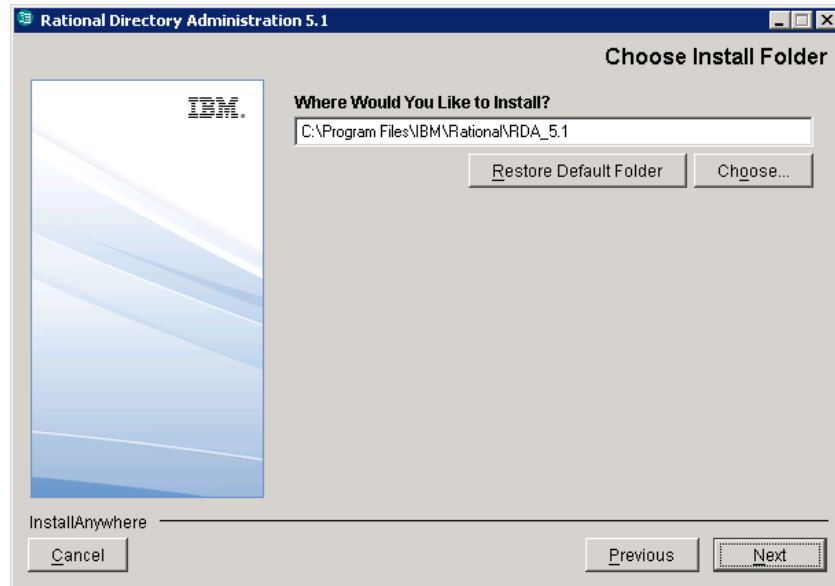 Rational Directory Administration 5.1
Choose Install Folder
IBM.
Where Would You Like to Install?
C:\Program Files\IBM\Rational\RDA_5.1
Restore Default Folder
Choose...
InstallAnywhere
Cancel
Previous
Next